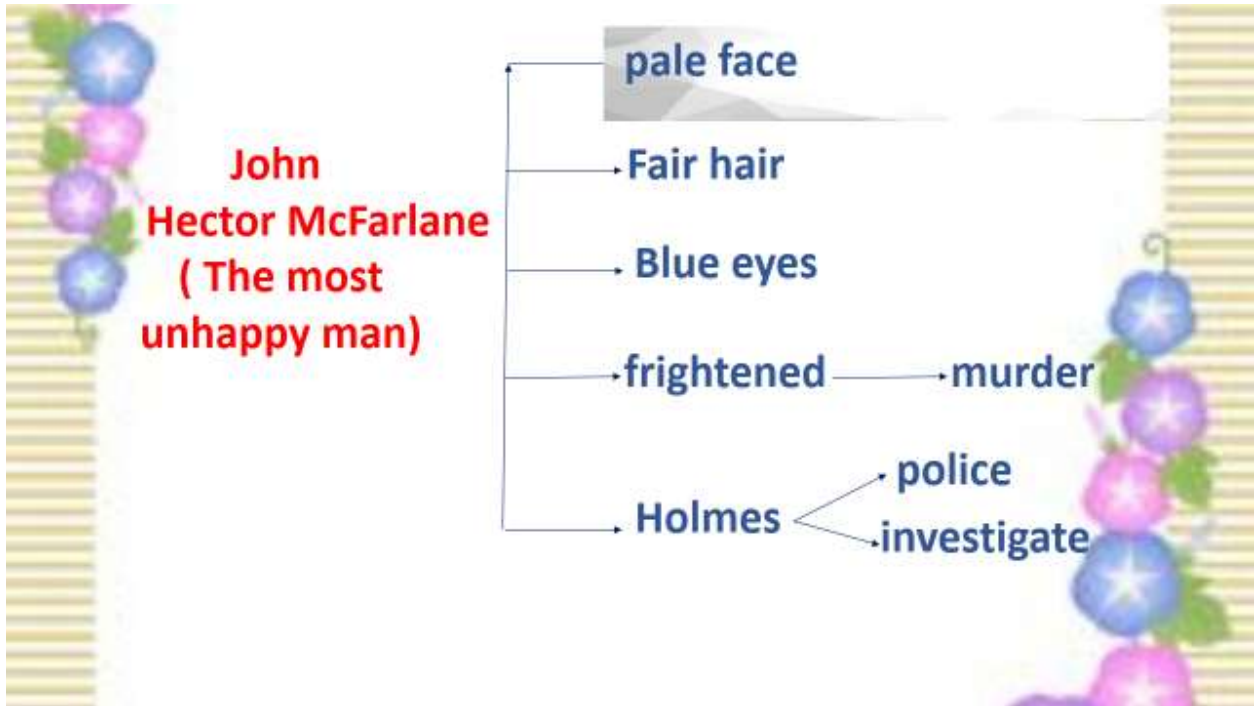 pale face
John
Hector McFarlane
( The most
unhappy man)
Fair hair
Blue eyes
frightened
murder
Holmes
police
investigate